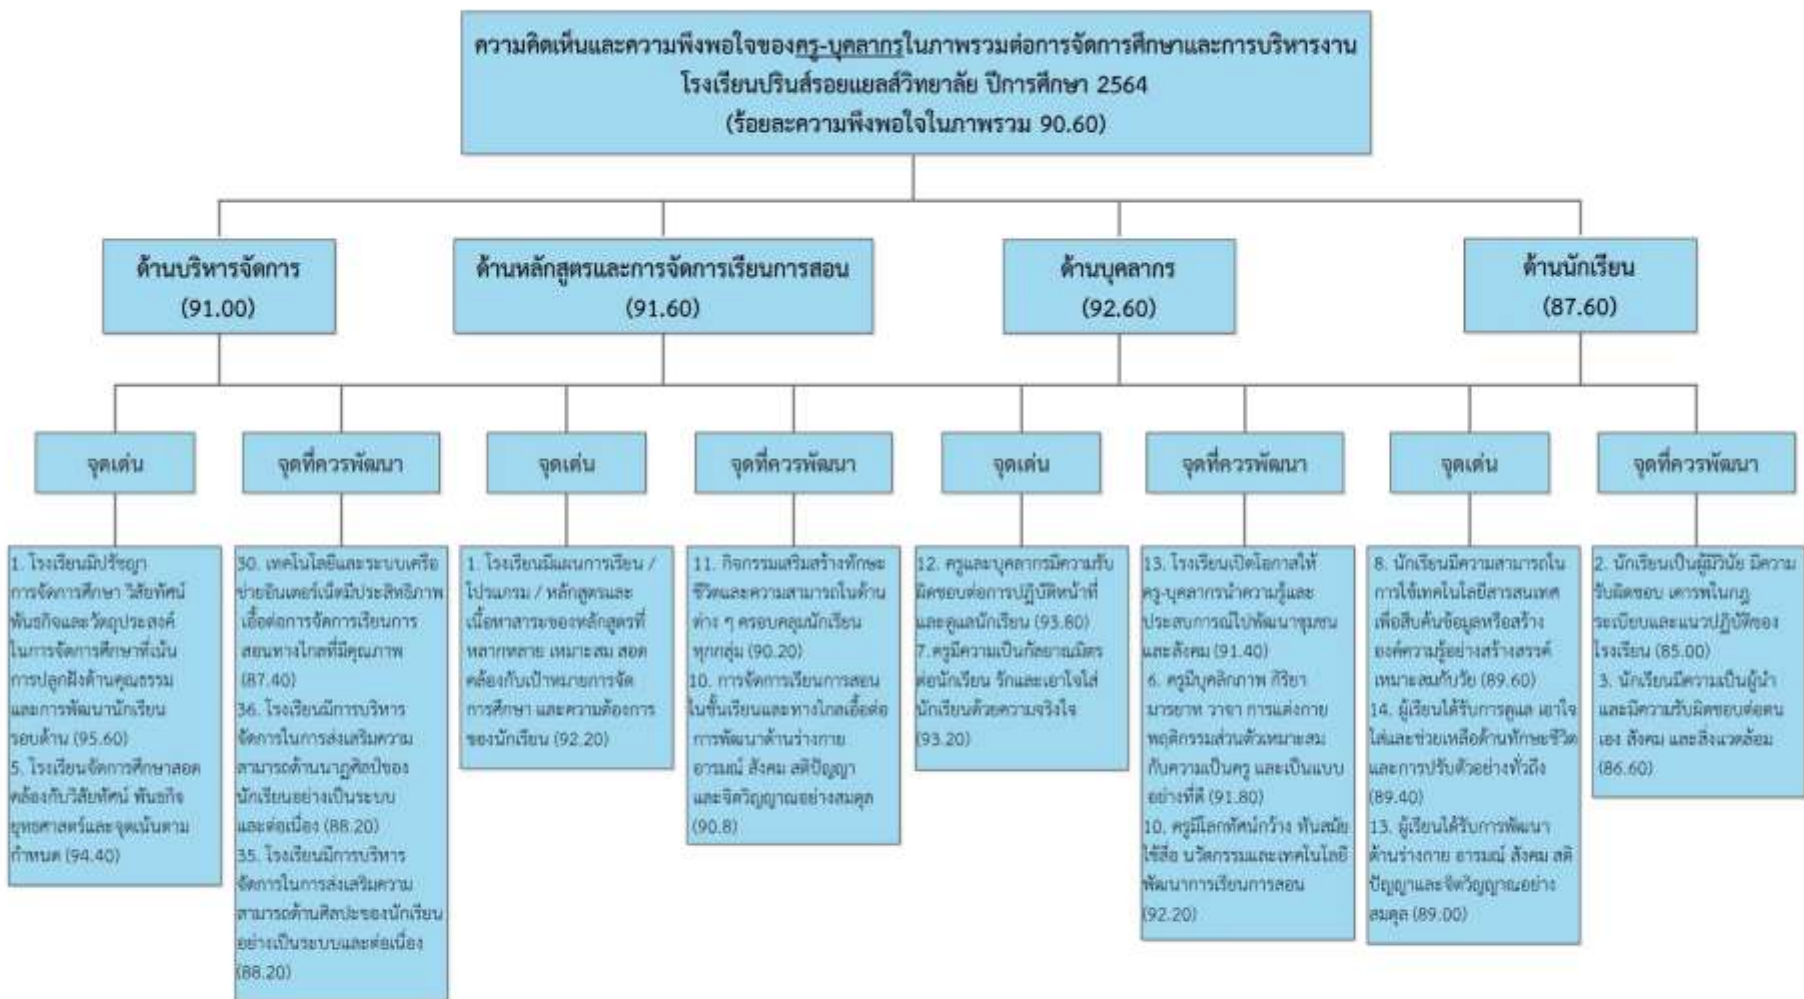 ความคิดเห็นและความพึงพอใจของครู-บุคลากรในภาพรวมต่อการจัดการศึกษาและการบริหารงาน
โรงเรียนปรินส์รอยแยลส์วิทยาลัย ปีการศึกษา 2564
(ร้อยละความพึงพอใจในภาพรวม 90.60)
ด้านบริหารจัดการ
(91.00)
ด้านหลักสูตรและการจัดการเรียนการสอน
(91.60)
ด้านบุคลากร
(92.60)
ด้านนักเรียน
(87.60)
จุดเด่น
จุดที่ควรพัฒนา
จุดเด่น
จุดที่ควรพัฒนา
จุดเด่น
จุดที่ควรพัฒนา
จุดเด่น
จุดที่ควรพัฒนา
1. โรงเรียนมีปรัชญา
การจัดการศึกษา วิสัยทัศน์
พันธกิจและวัตถุประสงค์
ในการจัดการศึกษาที่เน้น
การปลูกฝังด้านคุณธรรม
และการพัฒนานักเรียน
รอบด้าน (95.60)
5. โรงเรียนจัดการศึกษาสอด
คล้องกับวิสัยทัศน์ พันธกิจ
ยุทธศาสตร์และจุดเน้นตาม
กำหนด (94.40)
30. เทคโนโลยีและระบบเครือ
ข่ายอินเตอร์เน็ตมีประสิทธิภาพ
เอื้อต่อการจัดการเรียนการ
สอนทางไกลที่มีคุณภาพ
(87.40)
36. โรงเรียนมีการบริหาร
จัดการในการส่งเสริมความ
สามารถด้านนาฏศิลป์ของ
นักเรียนอย่างเป็นระบบ
และต่อเนื่อง (88.20)
35. โรงเรียนมีการบริหาร
จัดการในการส่งเสริมความ
สามารถด้านศิลปะของนักเรียน
อย่างเป็นระบบและต่อเนื่อง
(88.20)
1. โรงเรียนมีแผนการเรียน /
โปรแกรม / หลักสูตรและ
เนื้อหาสาระของหลักสูตรที่
หลากหลาย เหมาะสม สอด
คล้องกับเป้าหมายการจัด
การศึกษา และความต้องการ
ของนักเรียน (92.20)
11. กิจกรรมเสริมสร้างทักษะ
ชีวิตและความสามารถในด้าน
ต่าง ๆ ครอบคลุมนักเรียน
ทุกกลุ่ม (90.20)
10. การจัดการเรียนการสอน
ในชั้นเรียนและทางไกลเอื้อต่อ
การพัฒนาด้านร่างกาย
อารมณ์ สังคม สติปัญญา
และจิตวิญญาณอย่างสมดุล
(90.8)
12. ครูและบุคลากรมีความรับ
ผิดชอบต่อการปฏิบัติหน้าที่
และดูแลนักเรียน (93.80)
7. ครูมีความเป็นกัลยาณมิตร
ต่อนักเรียน รักและเอาใจใส่
นักเรียนด้วยความจริงใจ
(93.20)
13. โรงเรียนเปิดโอกาสให้
ครู-บุคลากรนำความรู้และ
ประสบการณ์ไปพัฒนาชุมชน
และสังคม (91.40)
6. ครูมีบุคลิกภาพ กิริยา
มารยาท วาจา การแต่งกาย
พฤติกรรมส่วนตัวเหมาะสม
กับความเป็นครู และเป็นแบบ
อย่างที่ดี (91.80)
10. ครูมีโลกทัศน์กว้าง ทันสมัย
ใช้สื่อ นวัตกรรมและเทคโนโลยี
พัฒนาการเรียนการสอน
(92.20)
8. นักเรียนมีความสามารถใน
การใช้เทคโนโลยีสารสนเทศ
เพื่อสืบค้นข้อมูลหรือสร้าง
องค์ความรู้อย่างสร้างสรรค์
เหมาะสมกับวัย (89.60)
14. ผู้เรียนได้รับการดูแล เอาใจ
ใส่และช่วยเหลือด้านทักษะชีวิต
และการปรับตัวอย่างทั่วถึง
(89.40)
13. ผู้เรียนได้รับการพัฒนา
ด้านร่างกาย อารมณ์ สังคม สติ
ปัญญาและจิตวิญญาณอย่าง
สมดุล (89.00)
2. นักเรียนเป็นผู้มีวินัย มีความ
รับผิดชอบ เคารพในกฎ
ระเบียบและแนวปฏิบัติของ
โรงเรียน (85.00)
3. นักเรียนมีความเป็นผู้นำ
และมีความรับผิดชอบต่อตน
เอง สังคม และสิ่งแวดล้อม
(86.60)